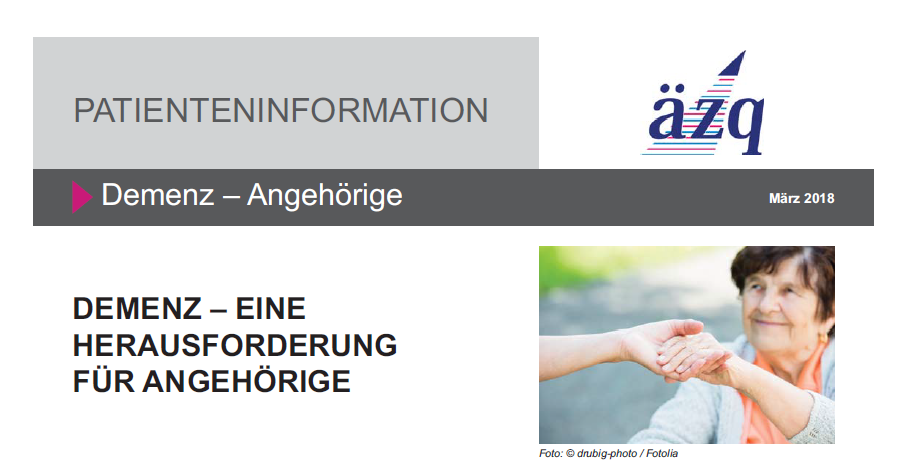 PATIENTENINFORMATION
äzq
Demenz – Angehörige
März 2018
DEMENZ – EINE
HERAUSFORDERUNG
FÜR ANGEHÖRIGE
Foto: © drubig-photo / Fotolia